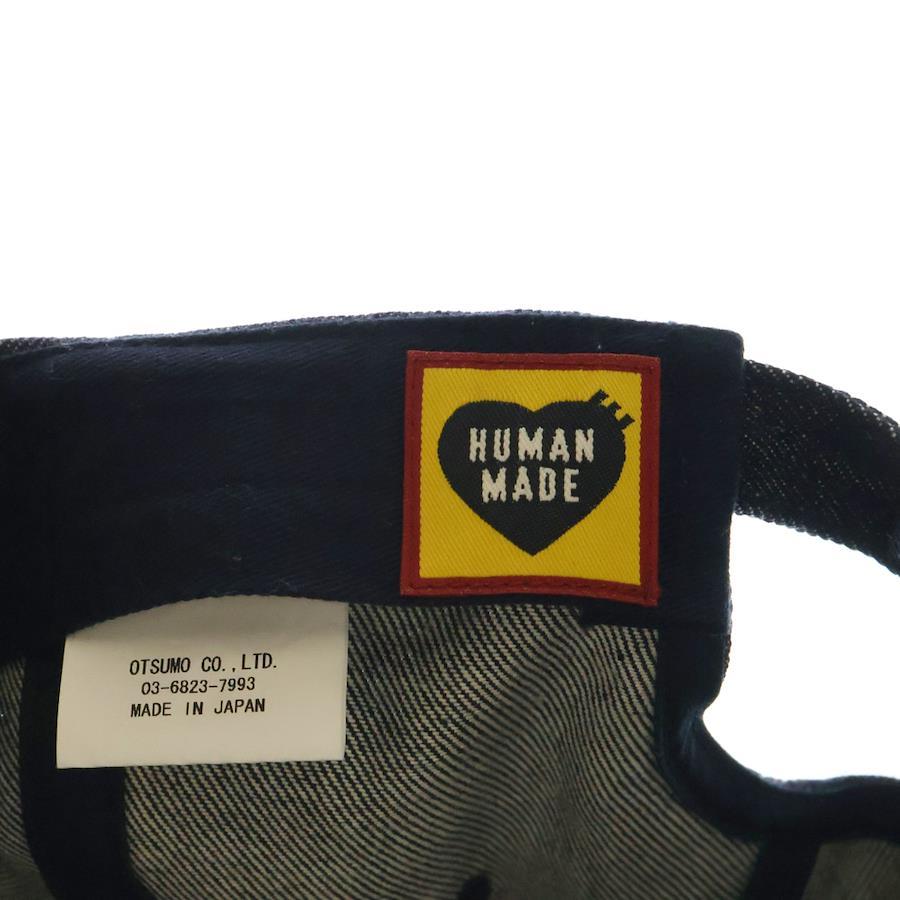 HUMAN
MADE
OTSUMO CO.,LTD.
03-6823-7993
MADE IN JAPAN